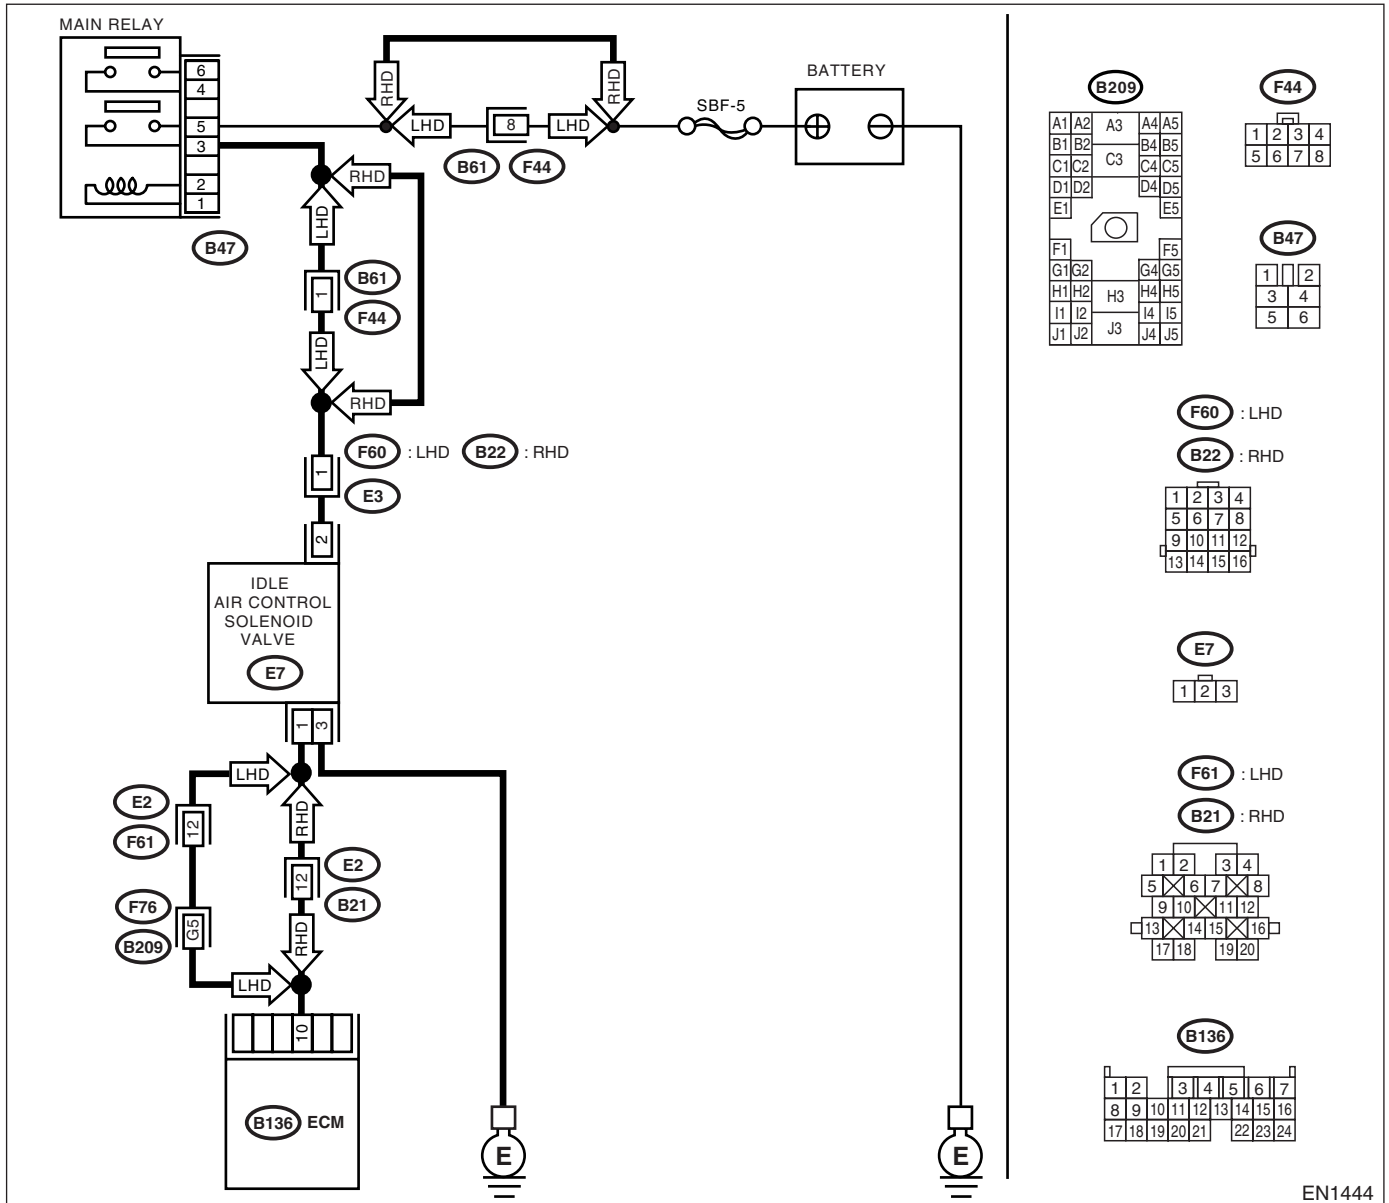 MAIN RELAY
6
4
5
3
2
1
B47
RHD
RHD
LHD
8
LHD
B61
F44
SBF-5
BATTERY
RHD
LHD
1
B61
F44
LHD
RHD
1
F60 : LHD B22 : RHD
E3
2
IDLE
AIR CONTROL
SOLENOID
VALVE
E7
1 3
LHD
RHD
E2
F61
12
12
E2
B21
F76
B209
G5
RHD
LHD
10
B136 ECM
E
E
B209
A1 A2 A3 A4 A5
B1 B2 B4 B5
C1 C2 C3 C4 C5
D1 D2 D4 D5
E1 E5
F1 F5
G1 G2 G4 G5
H1 H2 H3 H4 H5
I1 I2 I4 I5
J1 J2 J3 J4 J5
F44
1 2 3 4
5 6 7 8
B47
1 2
3 4
5 6
F60 : LHD
B22 : RHD
1 2 3 4
5 6 7 8
9 10 11 12
13 14 15 16
E7
1 2 3
F61 : LHD
B21 : RHD
1 2 3 4
5 6 7 8
9 10 11 12
13 14 15 16
17 18 19 20
B136
1 2 3 4 5 6 7
8 9 10 11 12 13 14 15 16
17 18 19 20 21 22 23 24
EN1444